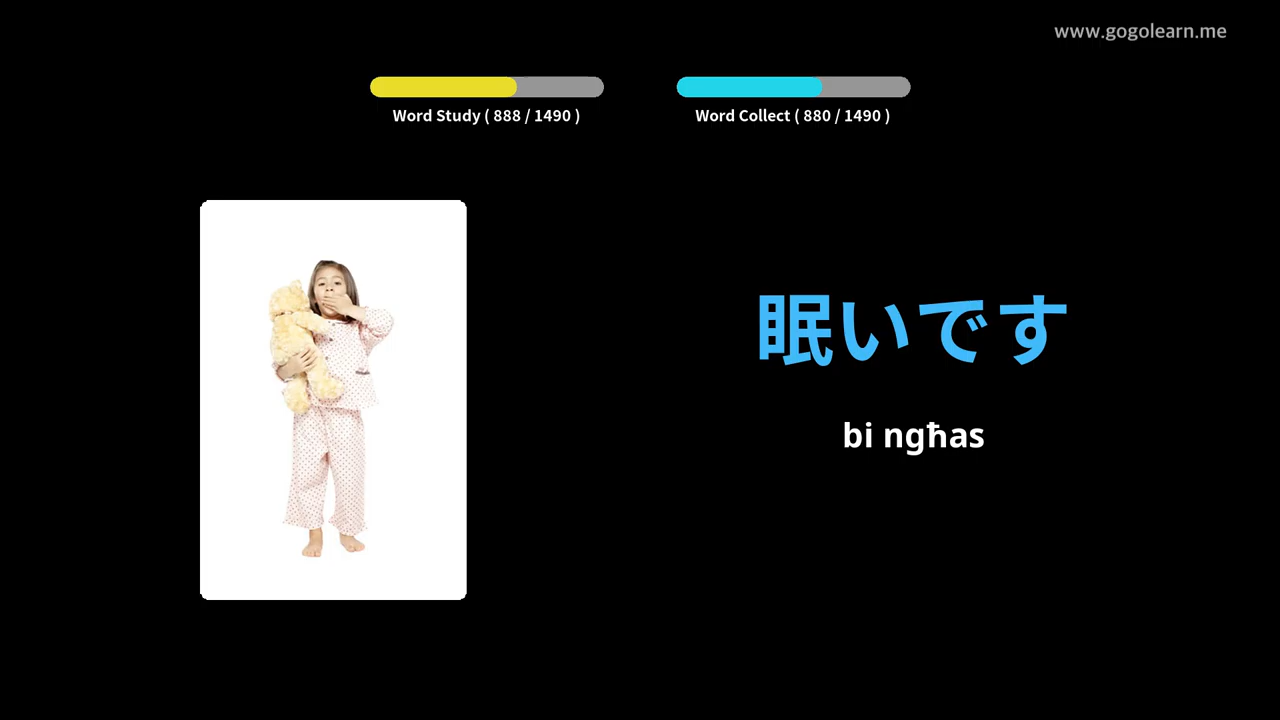 www.gogolearn.me
Word Study ( 888 / 1490 )
Word Collect ( 880 / 1490 )
眠いです
bi ngħas